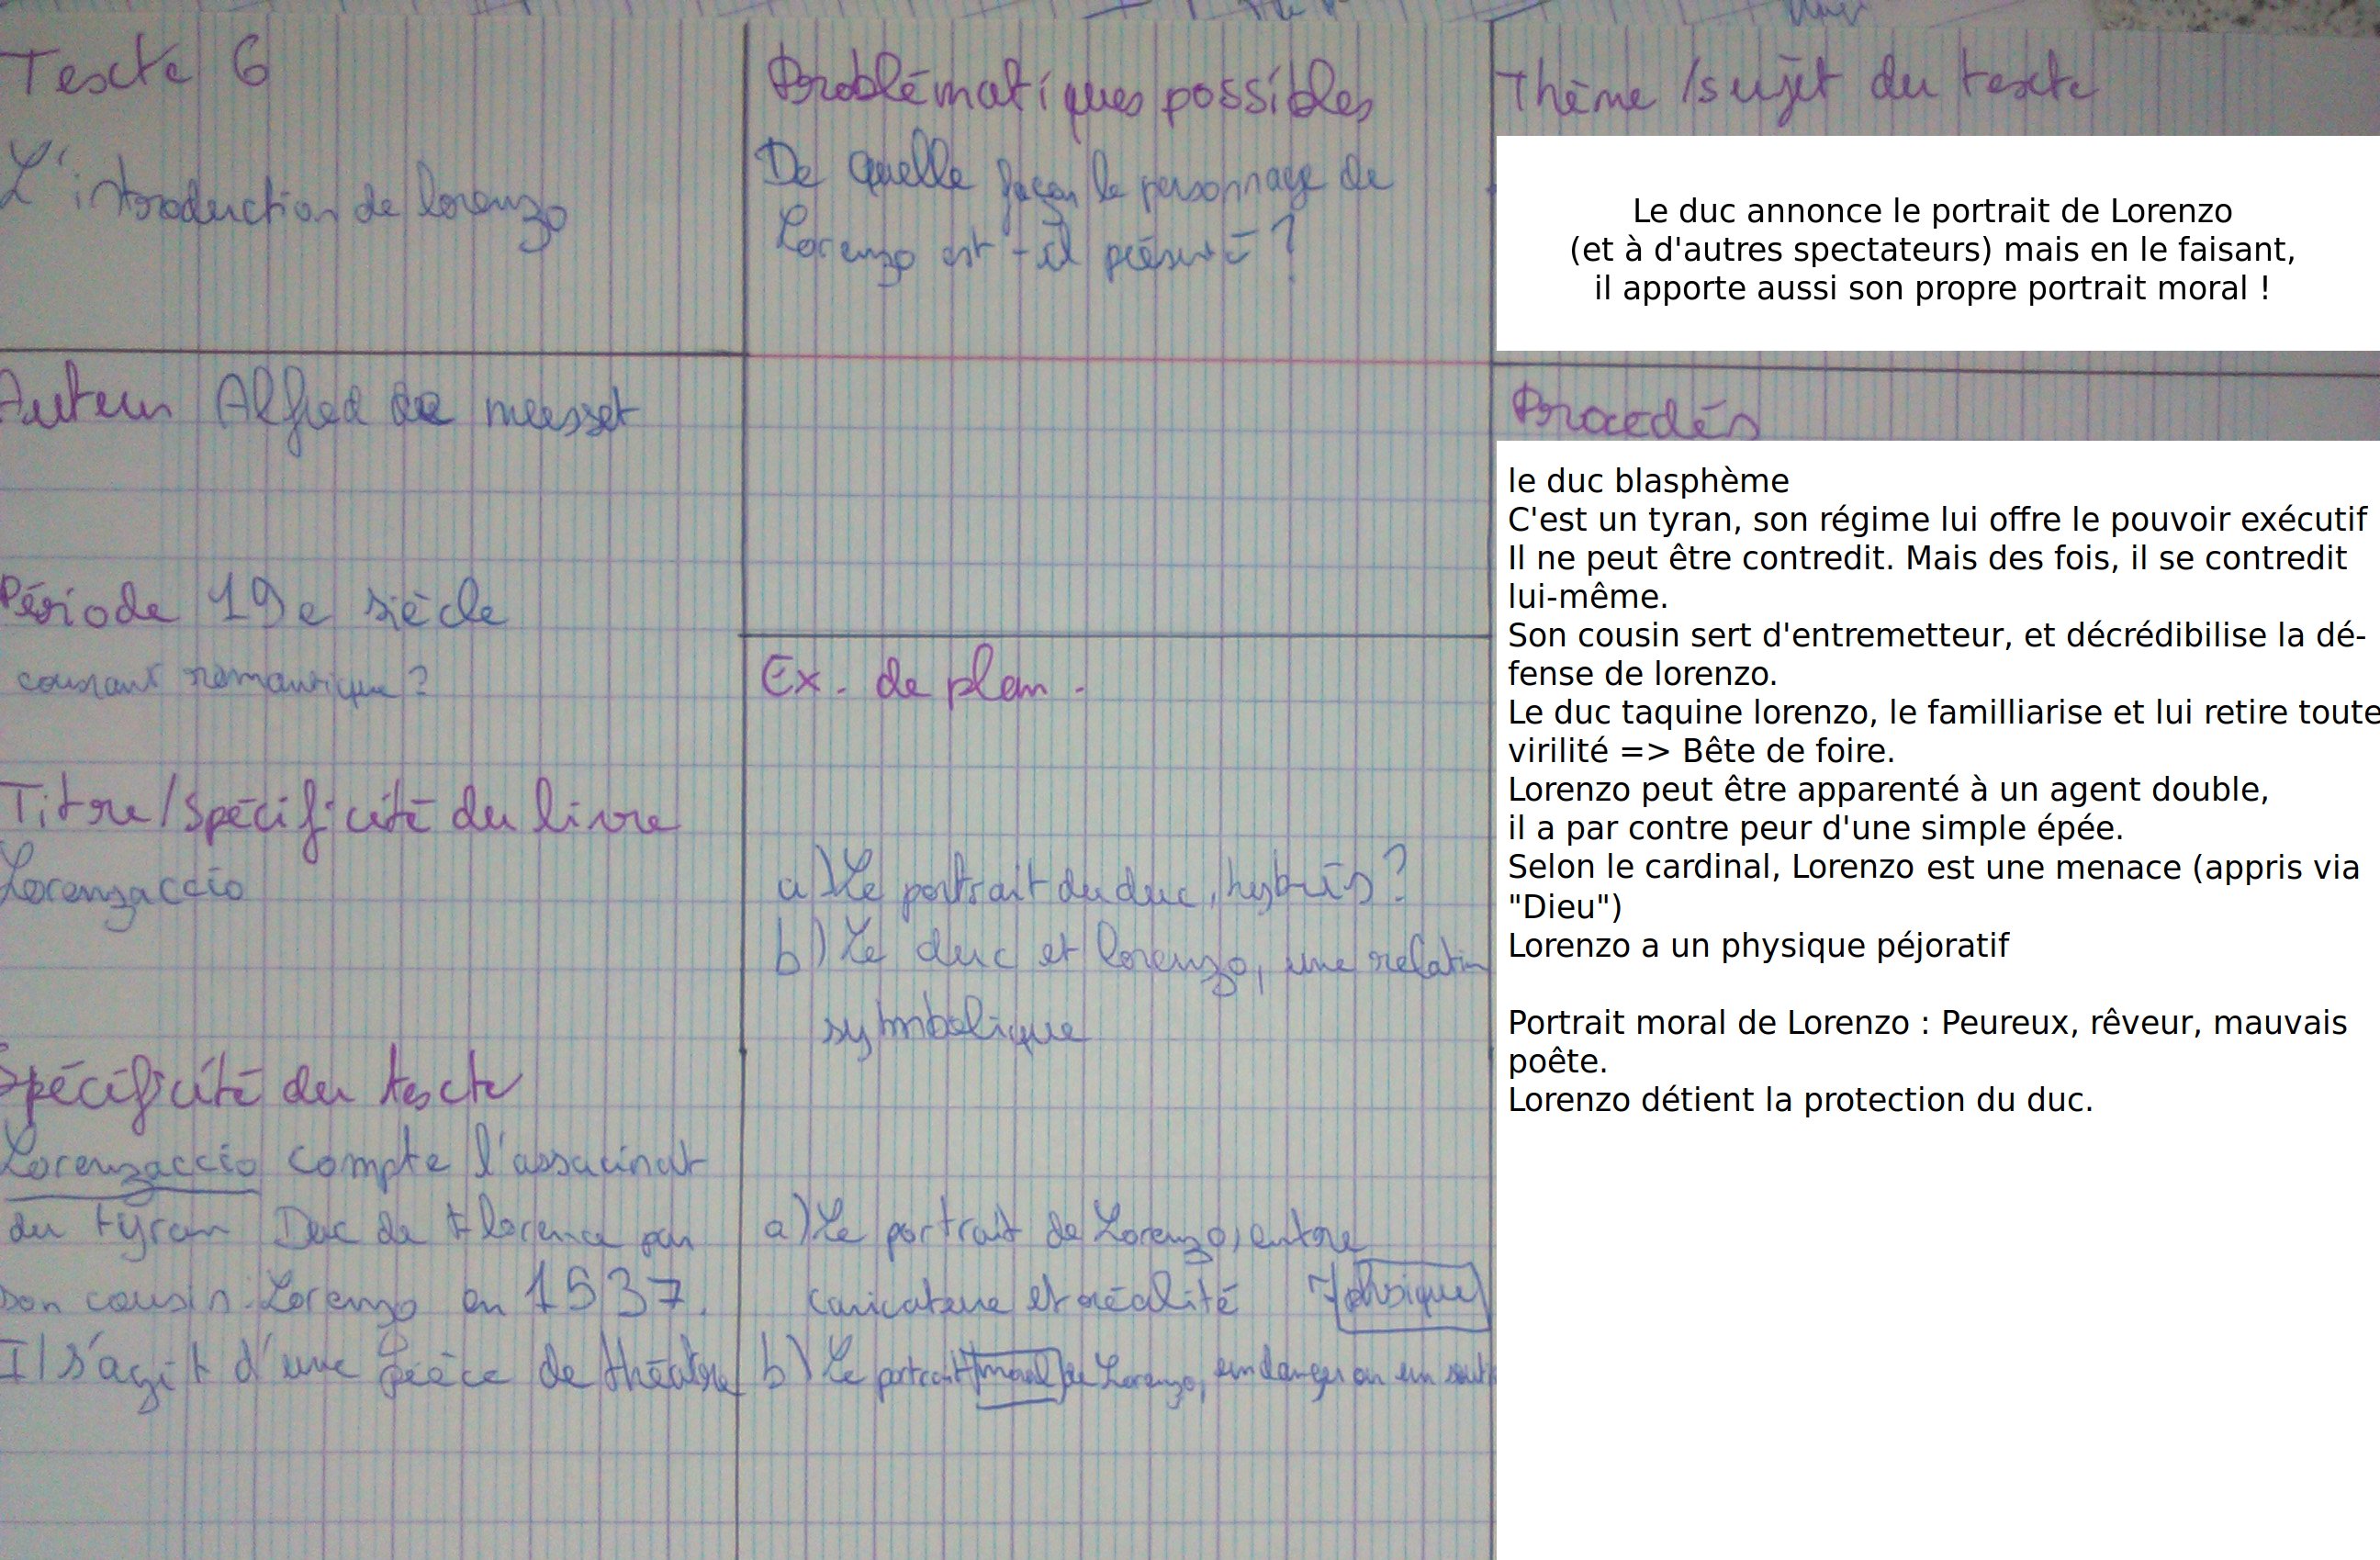 Texte 6
L'introduction de lorenzo
Auteur Alfred de musset
Période 19e siècle
courant romantique ?
Titre/Spécificité du livre
Lorenzaccio
Spécificité du texte
Lorenzaccio compte l'assacinat
du tyran Duc de Florence par
son cousin Lorenzo en 1537.
Il s'agit d'une pièce de théâtre
Problématiques possibles
De quelle façon le personnage de
Lorenzo est-il présenté ?
Ex. de plan.
a) Le portrait du duc, hybris ?
b) Le duc et lorenzo, une relation
symbolique
a) Le portrait de Lorenzo, entre
caricature et réalité physique
b) Le portrait moral de Lorenzo, un danger ou un
Thème/sujet du texte
Le duc annonce le portrait de Lorenzo
(et à d'autres spectateurs) mais en le faisant,
il apporte aussi son propre portrait moral !
Procédés
le duc blasphème
C'est un tyran, son régime lui offre le pouvoir exécutif
Il ne peut être contredit. Mais des fois, il se contredit
lui-même.
Son cousin sert d'entremetteur, et décrédibilise la dé-
fense de lorenzo.
Le duc taquine lorenzo, le familliarise et lui retire toute
virilité => Bête de foire.
Lorenzo peut être apparenté à un agent double,
il a par contre peur d'une simple épée.
Selon le cardinal, Lorenzo est une menace (appris via
"Dieu")
Lorenzo a un physique péjoratif
Portrait moral de Lorenzo : Peureux, rêveur, mauvais
poête.
Lorenzo détient la protection du duc.